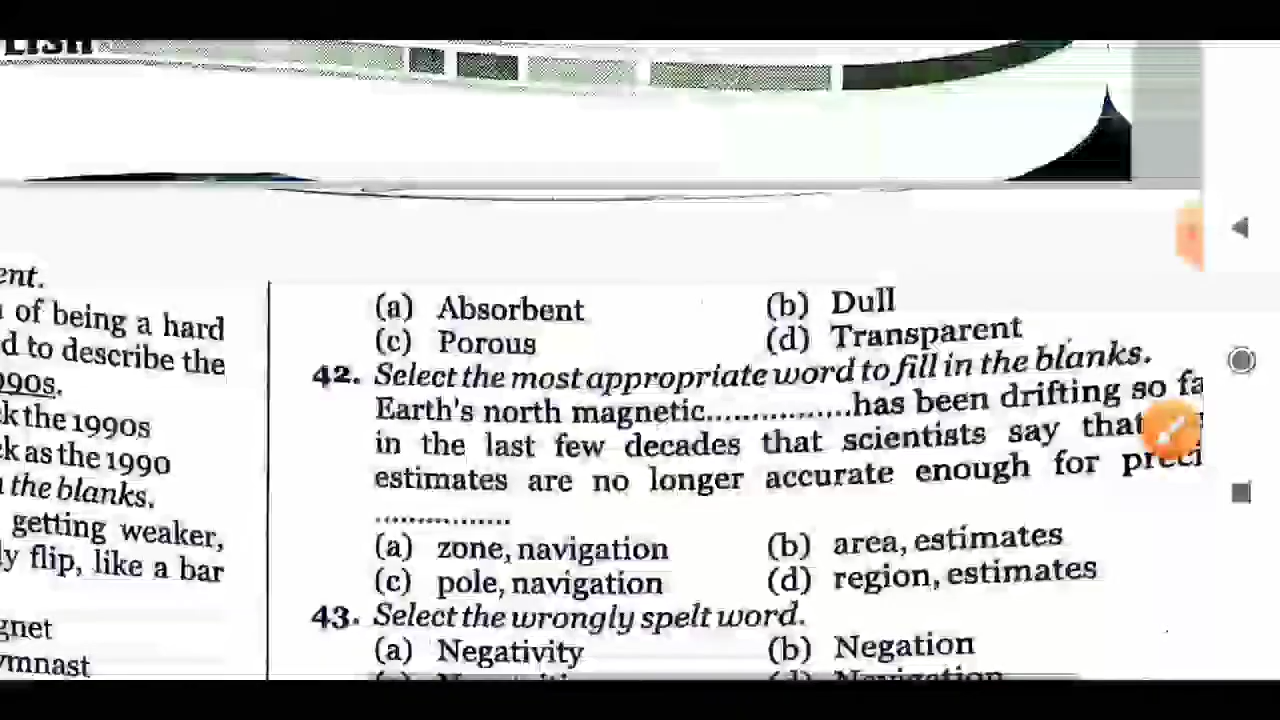 ent.
of being a hard
d to describe the
990s.
k the 1990s
k as the 1990
the blanks.
getting weaker,
y flip, like a bar
gnet
ymnast
(a) Absorbent (b) Dull
(c) Porous (d) Transparent
42. Select the most appropriate word to fill in the blanks.
Earth's north magnetic................has been drifting so fa
in the last few decades that scientists say that
estimates are no longer accurate enough for preci
................
(a) zone, navigation (b) area, estimates
(c) pole, navigation (d) region, estimates
43. Select the wrongly spelt word.
(a) Negativity (b) Negation
(d) Navigation